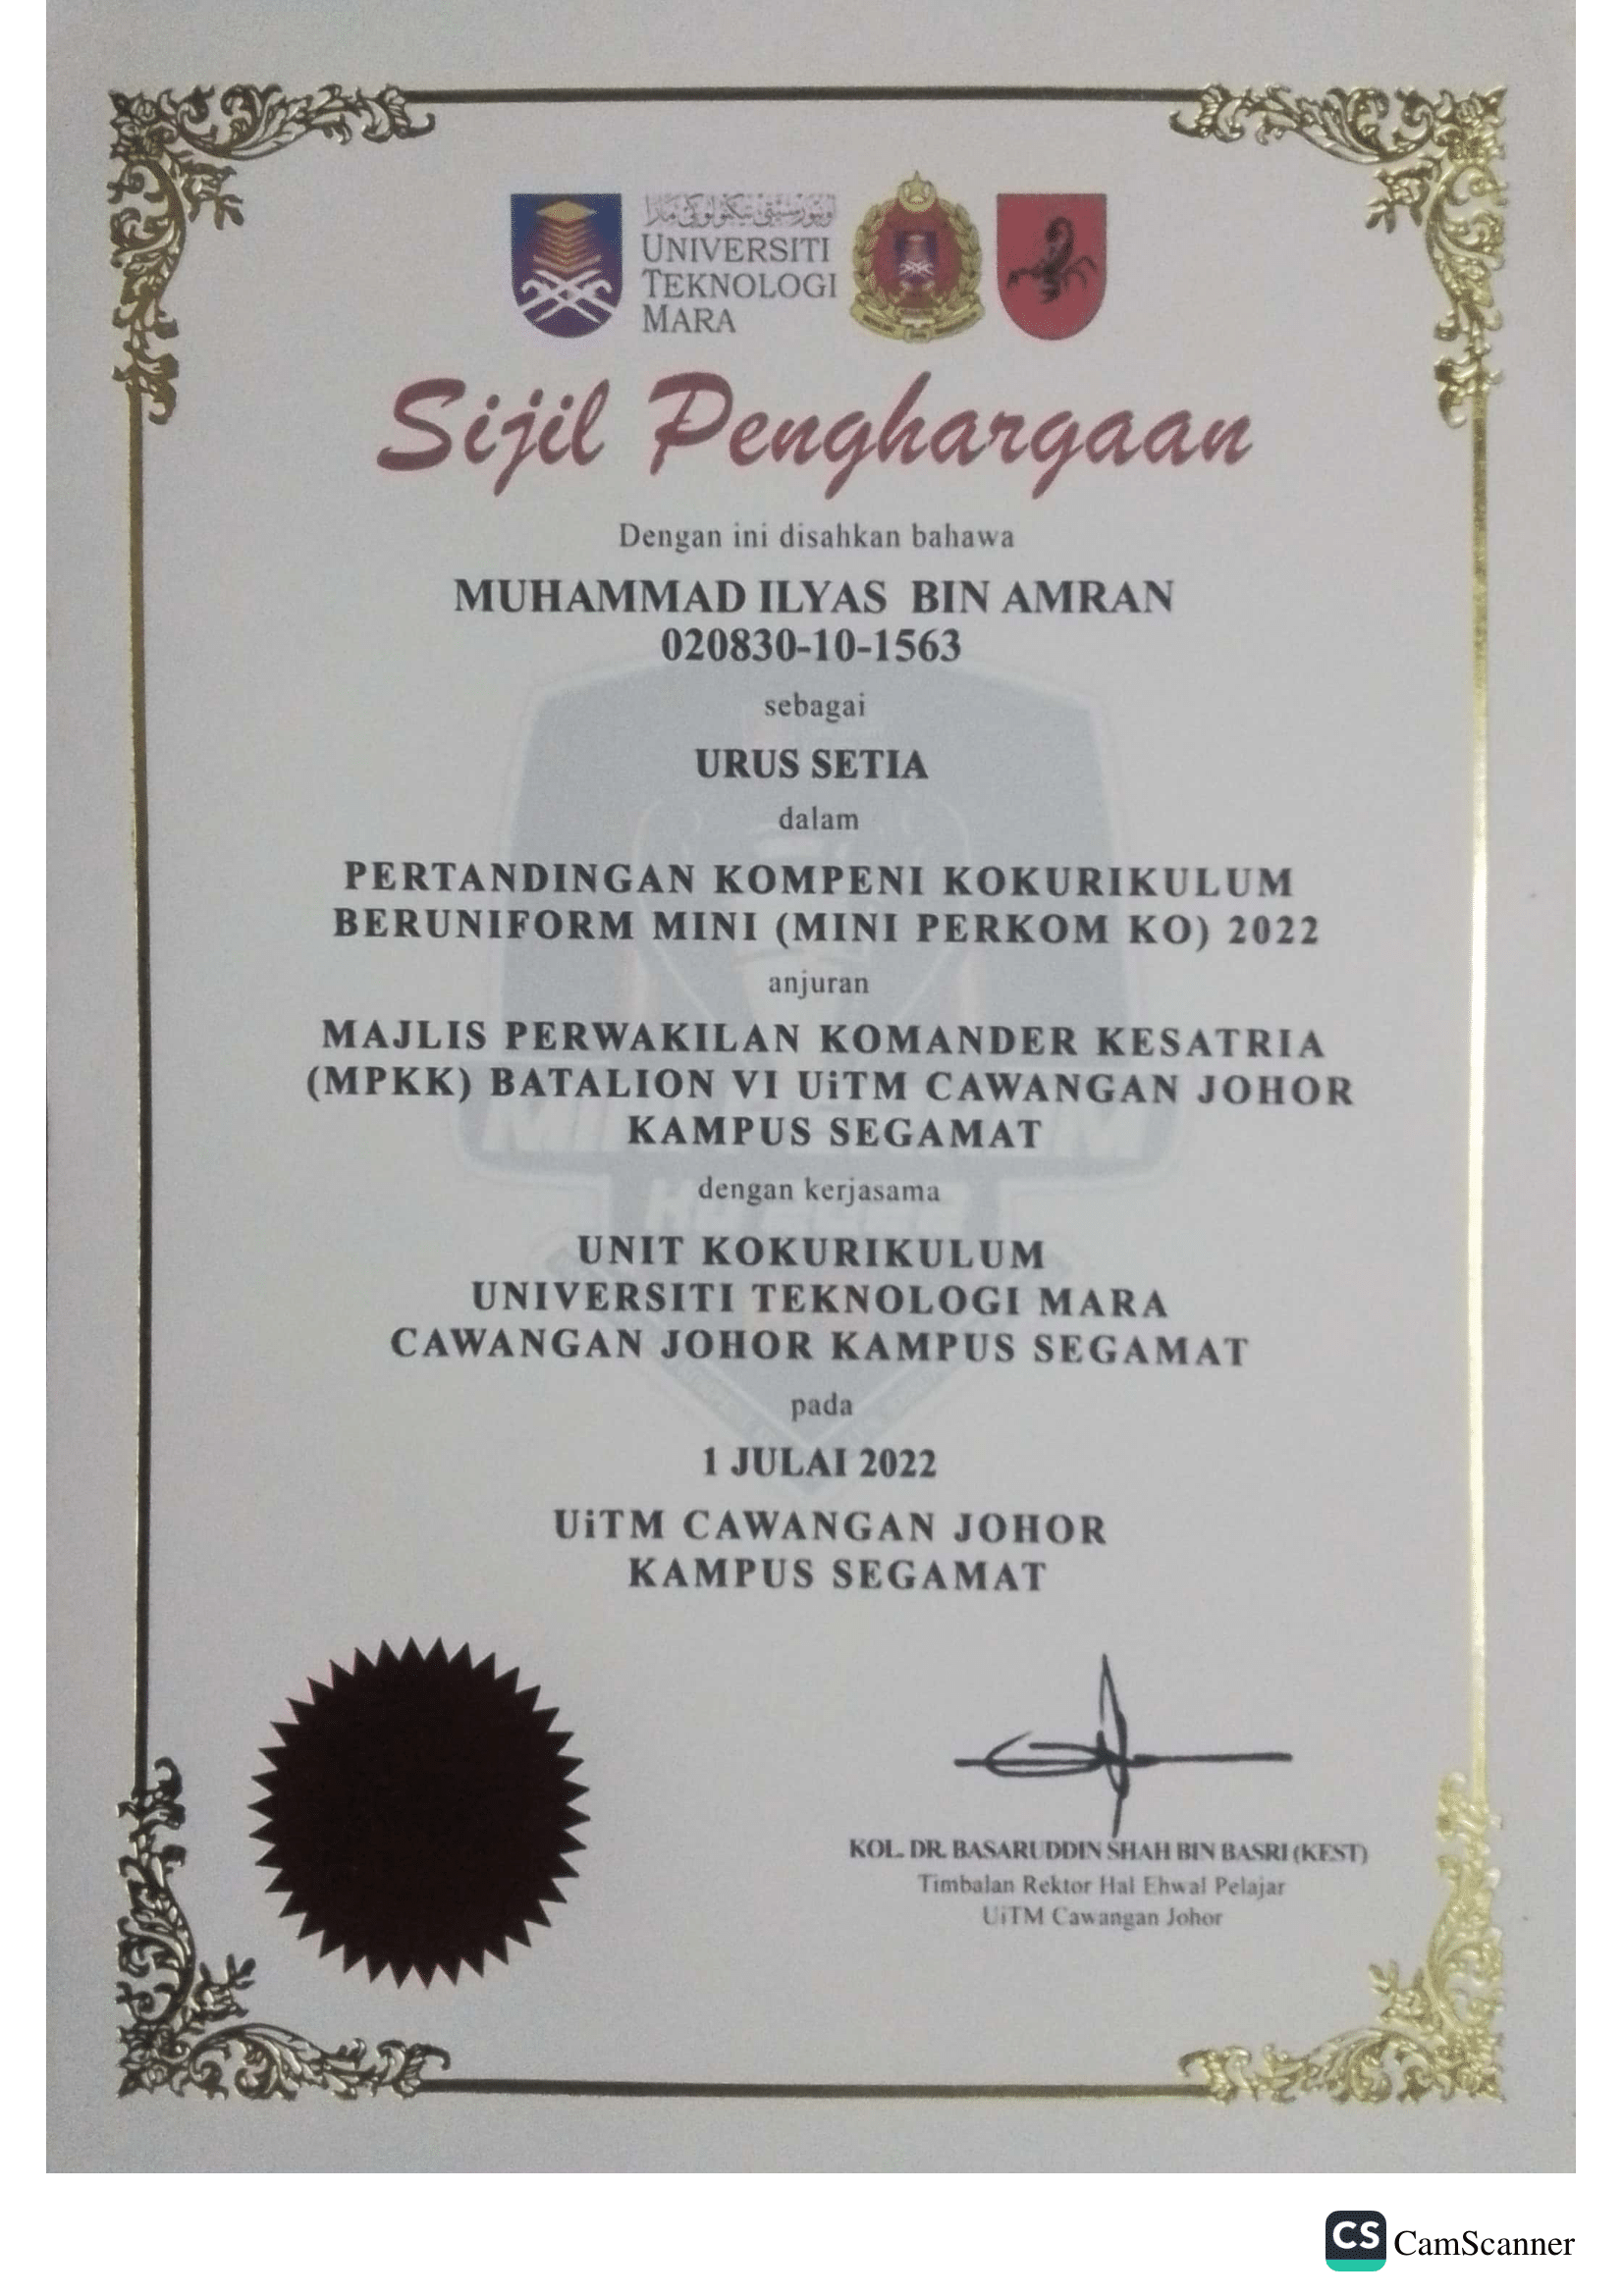 اونيۏرسيتي تيكنولوڬي مارا
UNIVERSITI
TEKNOLOGI
MARA
Sijil Penghargaan
Dengan ini disahkan bahawa
MUHAMMAD ILYAS BIN AMRAN
020830-10-1563
sebagai
URUS SETIA
dalam
PERTANDINGAN KOMPENI KOKURIKULUM
BERUNIFORM MINI (MINI PERKOM KO) 2022
anjuran
MAJLIS PERWAKILAN KOMANDER KESATRIA
(MPKK) BATALION VI UiTM CAWANGAN JOHOR
KAMPUS SEGAMAT
dengan kerjasama
UNIT KOKURIKULUM
UNIVERSITI TEKNOLOGI MARA
CAWANGAN JOHOR KAMPUS SEGAMAT
pada
1 JULAI 2022
UiTM CAWANGAN JOHOR
KAMPUS SEGAMAT
KOL. DR. BASARUDDIN SHAH BIN BASRI (KEST)
Timbalan Rektor Hal Ehwal Pelajar
UiTM Cawangan Johor
CS CamScanner